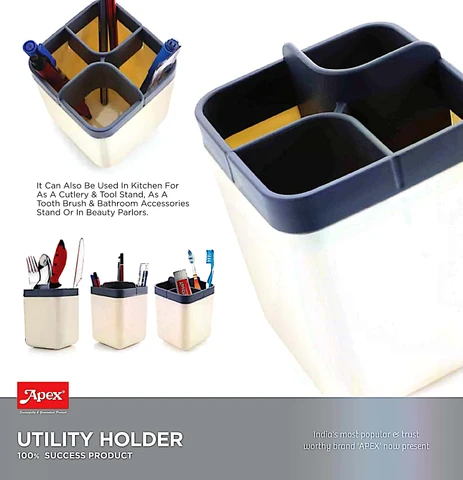 It Can Also Be Used In Kitchen For
As A Cutlery & Tool Stand, As A
Tooth Brush & Bathroom Accessories
Stand Or In Beauty Parlors.
Apex®
UTILITY HOLDER
100% SUCCESS PRODUCT
India's most popular & trust
worthy brand 'APEX' now present